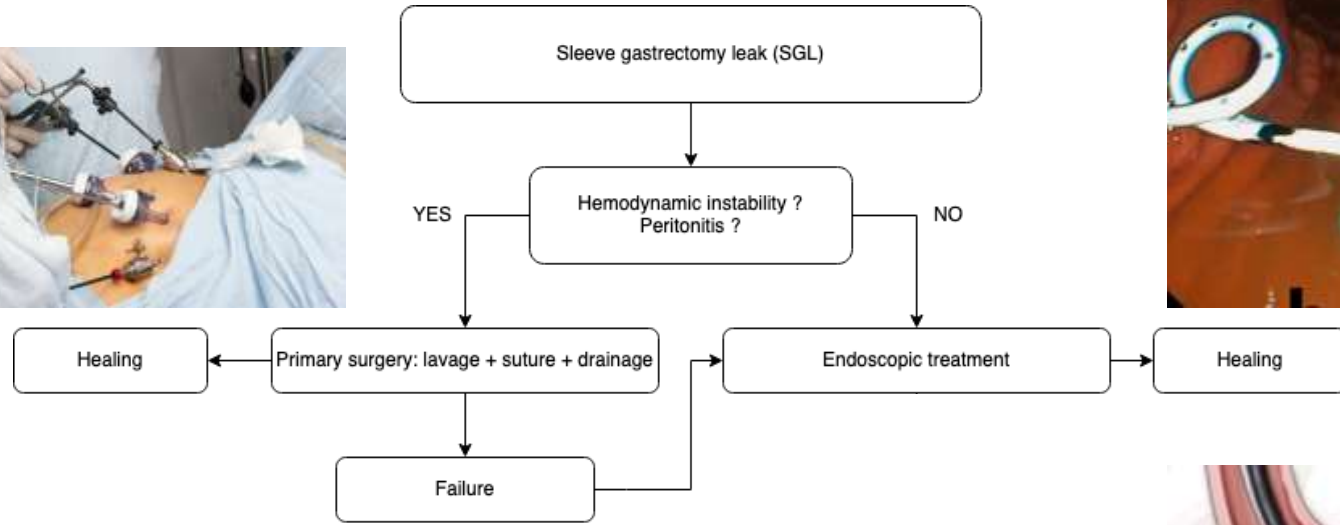 Sleeve gastrectomy leak (SGL)
Hemodynamic instability ?
Peritonitis ?
YES
NO
Healing
Primary surgery: lavage + suture + drainage
Endoscopic treatment
Healing
Failure